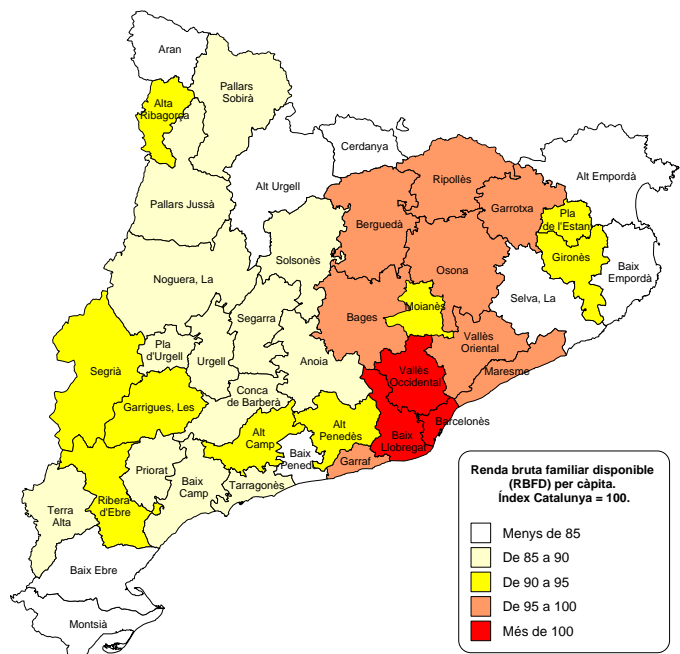 Aran
Pallars
Sobirà
Alta
Ribagorça
Cerdanya
Alt Urgell
Ripollès
Alt Empordà
Pallars Jussà
Garrotxa
Berguedà
Pla
de l'Estan
Solsonès
Gironès
Osona
Baix
Empordà
Noguera, La
Selva, La
Moianès
Bages
Segarra
Vallès
Oriental
Pla
d'Urgell
Urgell
Anoia
Segrià
Vallès
Occidental
Maresme
Conca
de Barberà
Garrigues, Les
Barcelonès
Alt
Camp
Alt
Penedès
Baix
Llobregat
Baix
Pened
Garraf
Priorat
Baix
Camp
Tarragonès
Ribera
d'Ebre
Terra
Alta
Baix Ebre
Montsià
Renda bruta familiar disponible
(RBFD) per càpita.
Índex Catalunya = 100.
Menys de 85
De 85 a 90
De 90 a 95
De 95 a 100
Més de 100